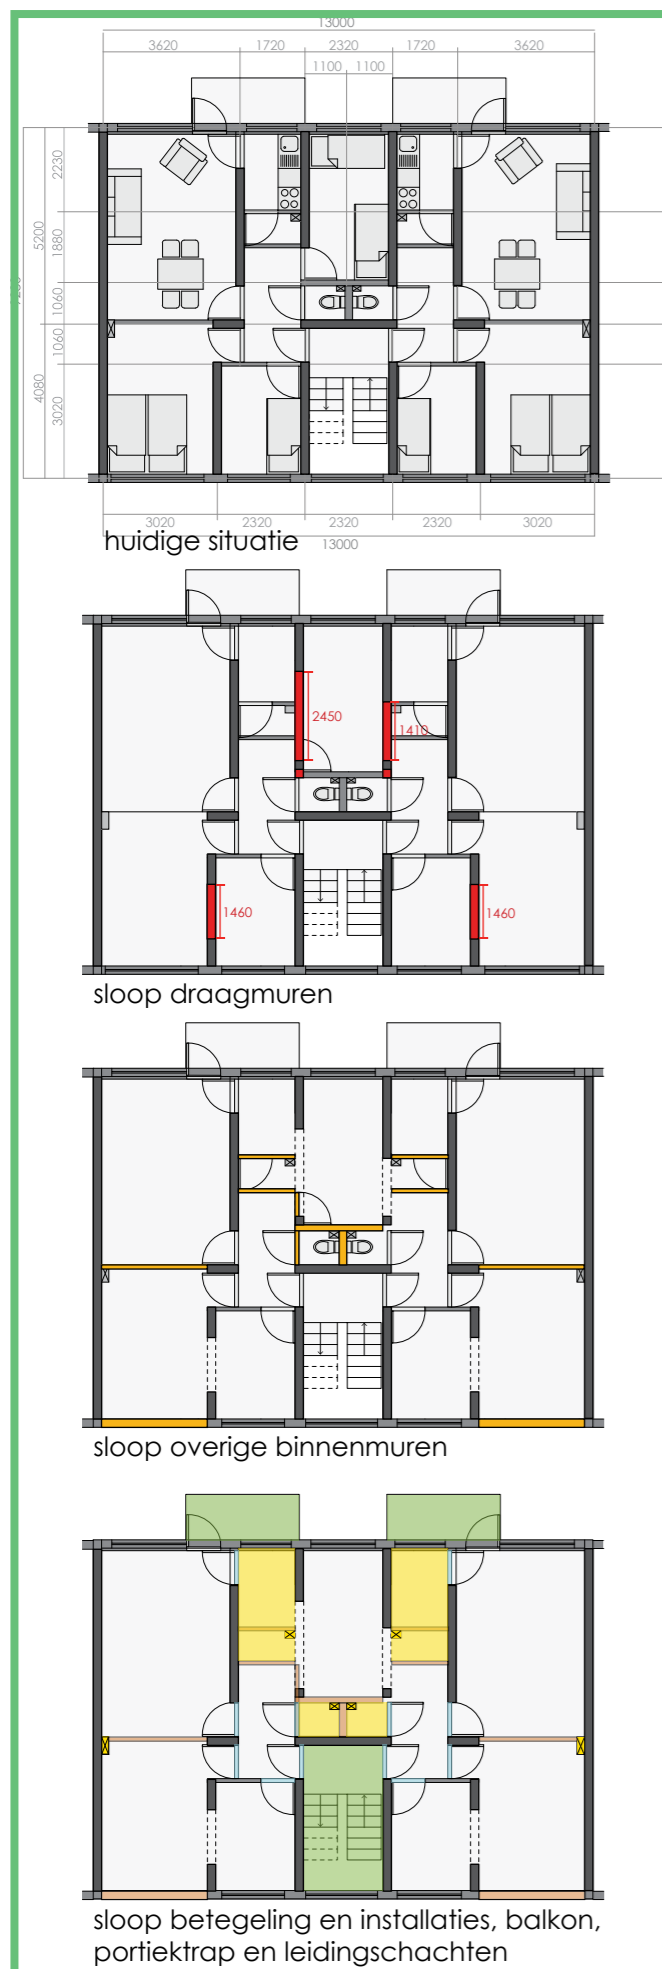 13000
3620 1720 2320 1720 3620
1100 1100
2230
5200
1880
1060
1060
4080
3020
3020 2320 2320 2320 3020
huidige situatie
13000
2450
1410
1460
1460
sloop draagmuren
sloop overige binnenmuren
sloop betegeling en installaties, balkon,
portiektrap en leidingschachten